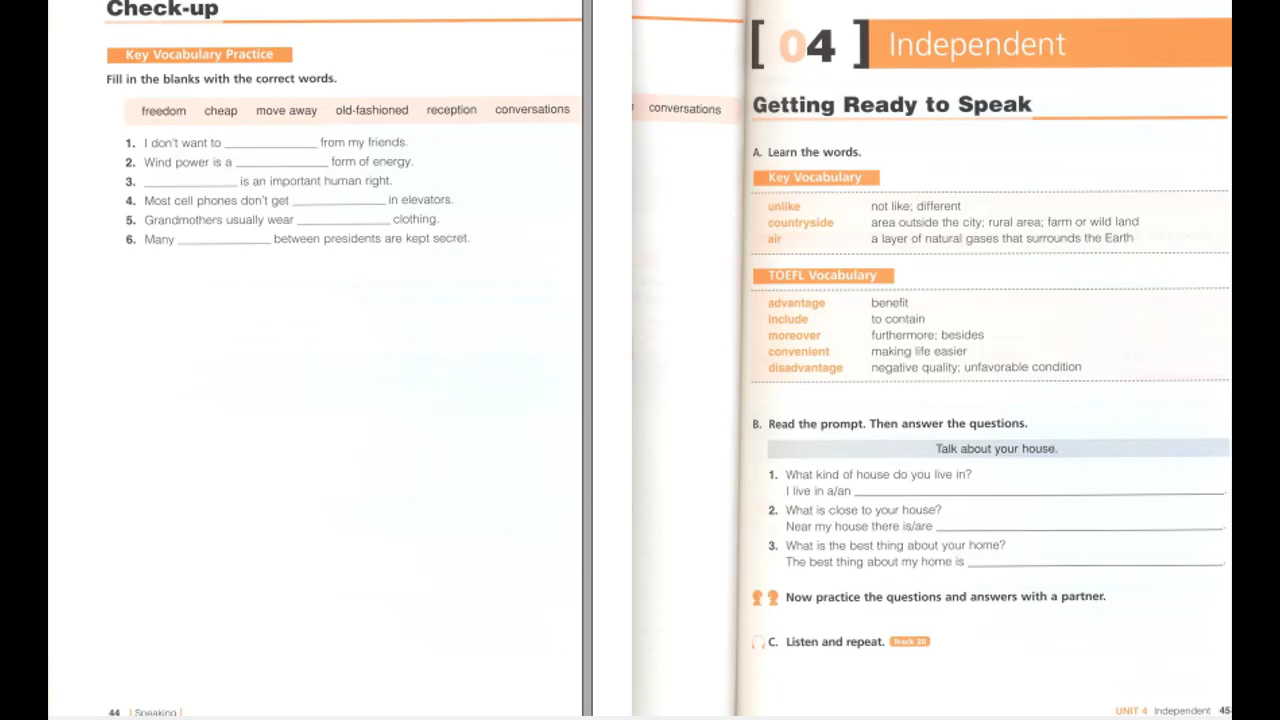 Check-up
Key Vocabulary Practice
Fill in the blanks with the correct words.
freedom cheap move away old-fashioned reception conversations
1. I don't want to ______________ from my friends.
2. Wind power is a ______________ form of energy.
3. ______________ is an important human right.
4. Most cell phones don't get ______________ in elevators.
5. Grandmothers usually wear ______________ clothing.
6. Many ______________ between presidents are kept secret.
44 | Speaking |
conversations
[ 04 ] Independent
Getting Ready to Speak
A. Learn the words.
Key Vocabulary
unlike not like; different
countryside area outside the city; rural area; farm or wild land
air a layer of natural gases that surrounds the Earth
TOEFL Vocabulary
advantage benefit
include to contain
moreover furthermore; besides
convenient making life easier
disadvantage negative quality; unfavorable condition
B. Read the prompt. Then answer the questions.
Talk about your house.
1. What kind of house do you live in?
I live in a/an ______________.
2. What is close to your house?
Near my house there is/are ______________.
3. What is the best thing about your home?
The best thing about my home is ______________.
Now practice the questions and answers with a partner.
C. Listen and repeat. Track 20
UNIT 4 Independent 45